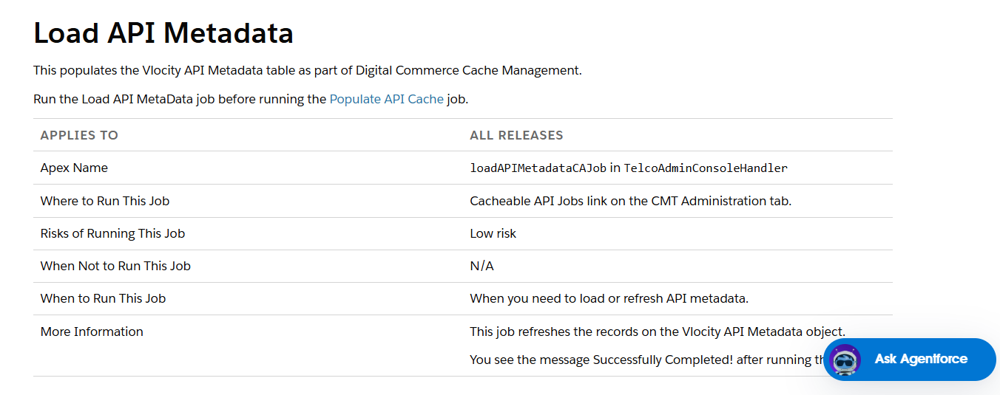 Load API Metadata
This populates the Vlocity API Metadata table as part of Digital Commerce Cache Management.
Run the Load API MetaData job before running the Populate API Cache job.
APPLIES TO ALL RELEASES
Apex Name loadAPIMetadataCAJob in TelcoAdminConsoleHandler
Where to Run This Job Cacheable API Jobs link on the CMT Administration tab.
Risks of Running This Job Low risk
When Not to Run This Job N/A
When to Run This Job When you need to load or refresh API metadata.
More Information This job refreshes the records on the Vlocity API Metadata object.
You see the message Successfully Completed! after running
Ask Agentforce